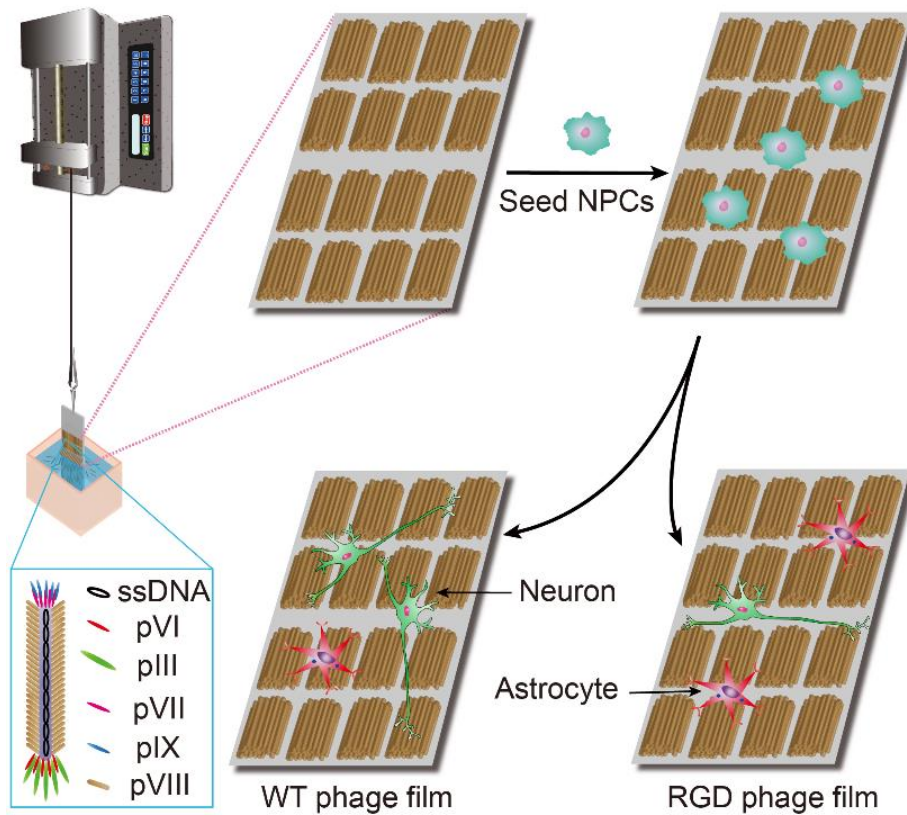 Seed NPCs
Neuron
Astrocyte
ssDNA
pVI
pIII
pVII
pIX
pVIII
WT phage film
RGD phage film